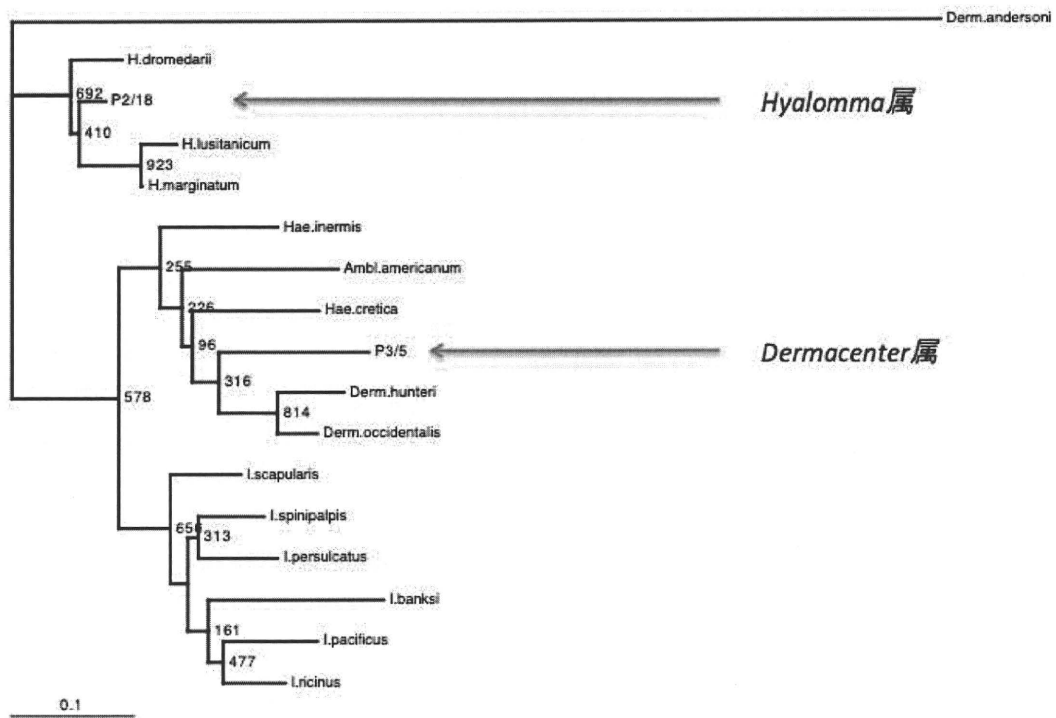 Derm.andersoni
H.dromedarii
692
P2/18
Hyalomma属
410
H.lusitanicum
923
H.marginatum
Hae.inermis
255
Ambl.americanum
226
Hae.cretica
96
P3/5
Dermacenter属
316
578
Derm.hunteri
814
Derm.occidentalis
I.scapularis
656
I.spinipalpis
313
I.persulcatus
I.banksi
161
I.pacificus
477
I.ricinus
0.1